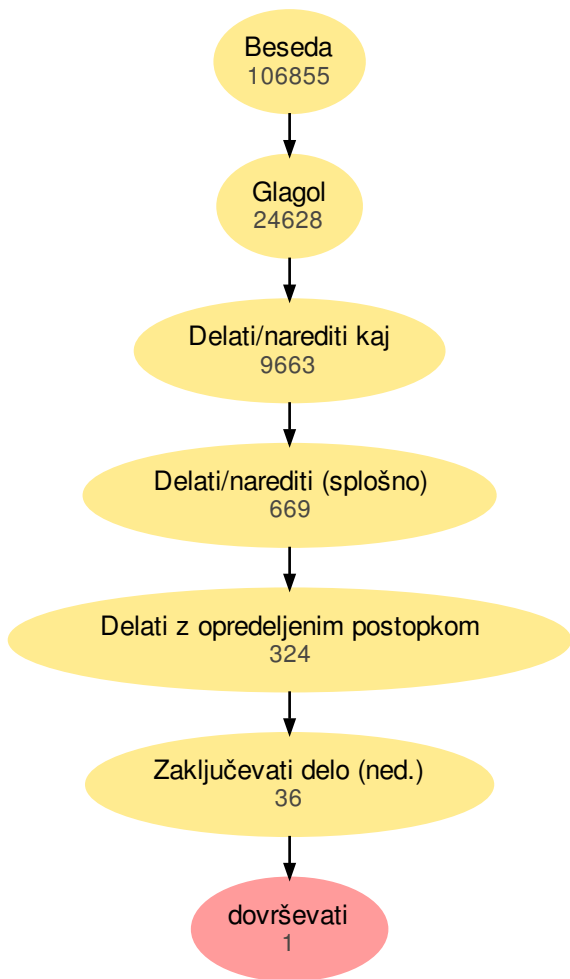 Beseda
106855
Glagol
24628
Delati/narediti kaj
9663
Delati/narediti (splošno)
669
Delati z opredeljenim postopkom
324
Zaključevati delo (ned.)
36
dovrševati
1